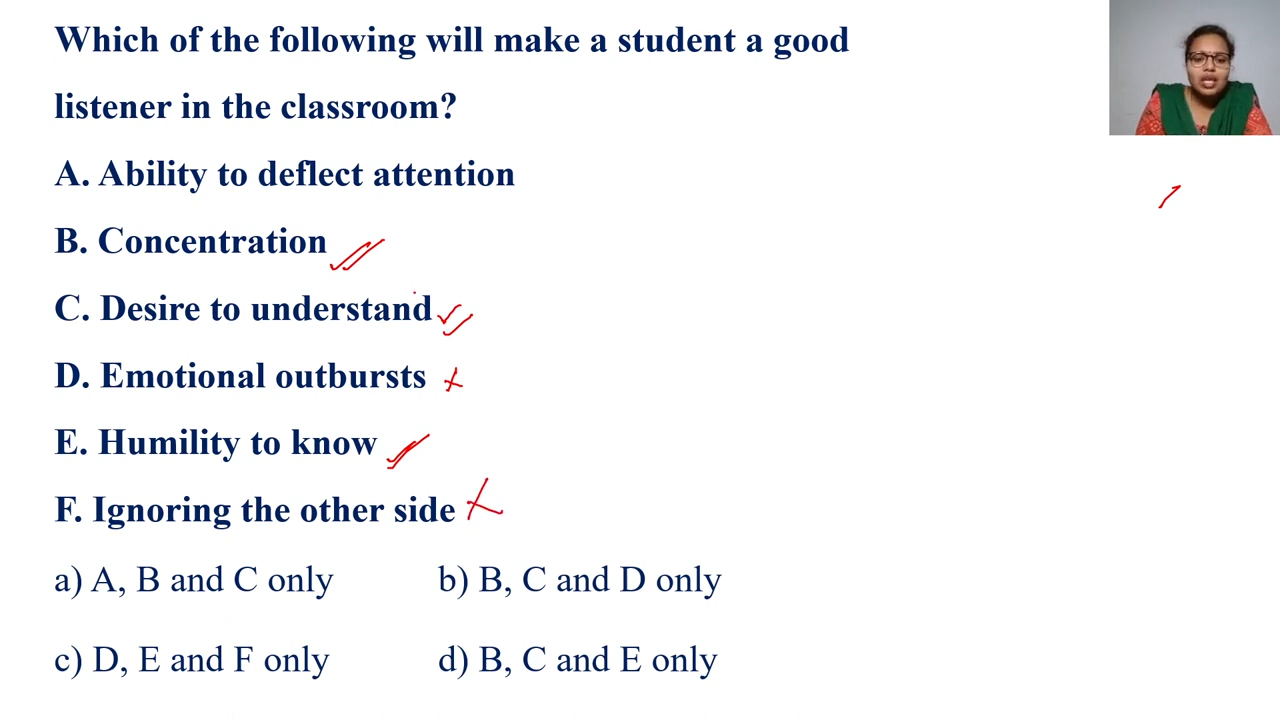 Which of the following will make a student a good
listener in the classroom?
A. Ability to deflect attention
B. Concentration
C. Desire to understand
D. Emotional outbursts
E. Humility to know
F. Ignoring the other side
a) A, B and C only b) B, C and D only
c) D, E and F only d) B, C and E only